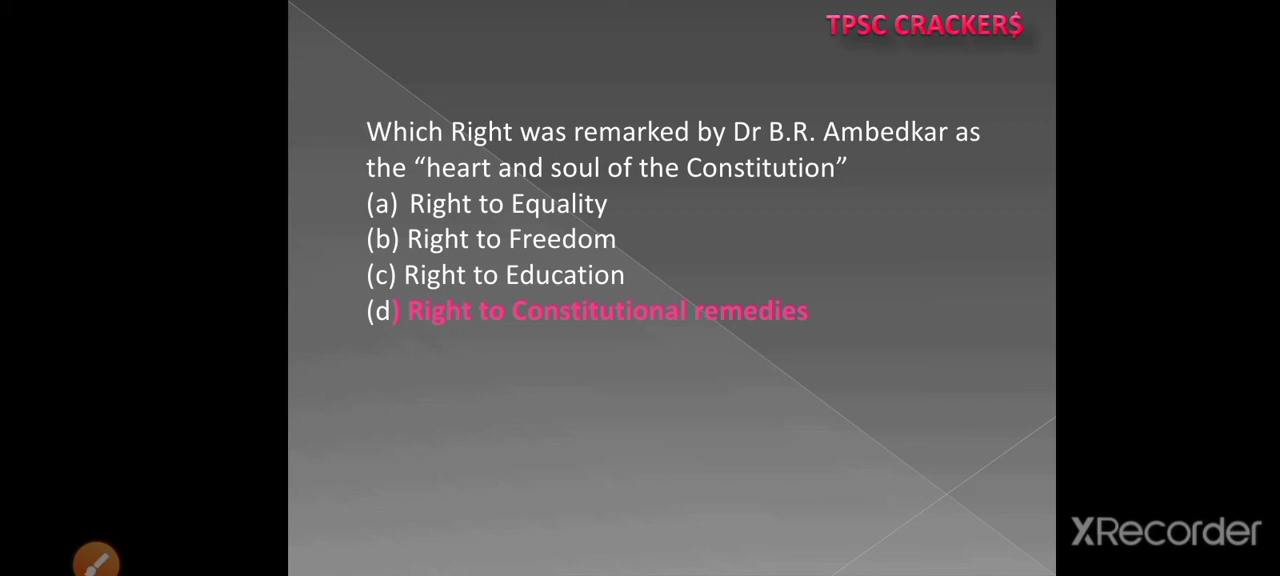 TPSC CRACKER$
Which Right was remarked by Dr B.R. Ambedkar as
the “heart and soul of the Constitution”
(a) Right to Equality
(b) Right to Freedom
(c) Right to Education
(d) Right to Constitutional remedies
XRecorder